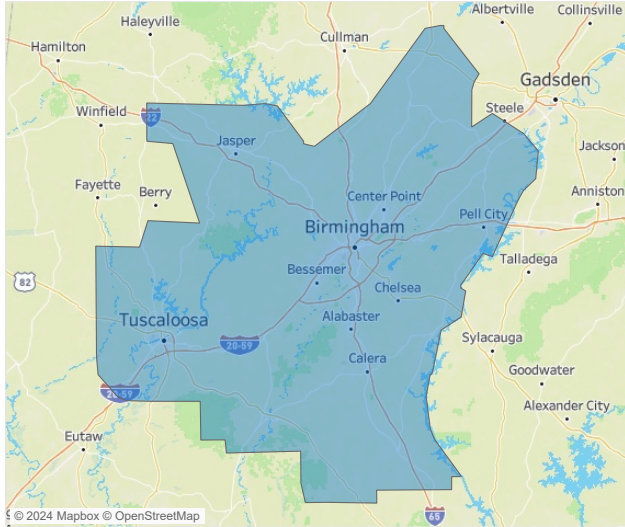 Albertville
Collinsville
Haleyville
Cullman
Hamilton
Gadsden
Winfield
22
Steele
Jasper
Jackson
Fayette
Berry
Center Point
Anniston
Pell City
Birmingham
Talladega
Bessemer
82
Chelsea
Tuscaloosa
Alabaster
20-59
Sylacauga
Calera
Goodwater
20-59
Alexander City
Eutaw
65
© 2024 Mapbox © OpenStreetMap